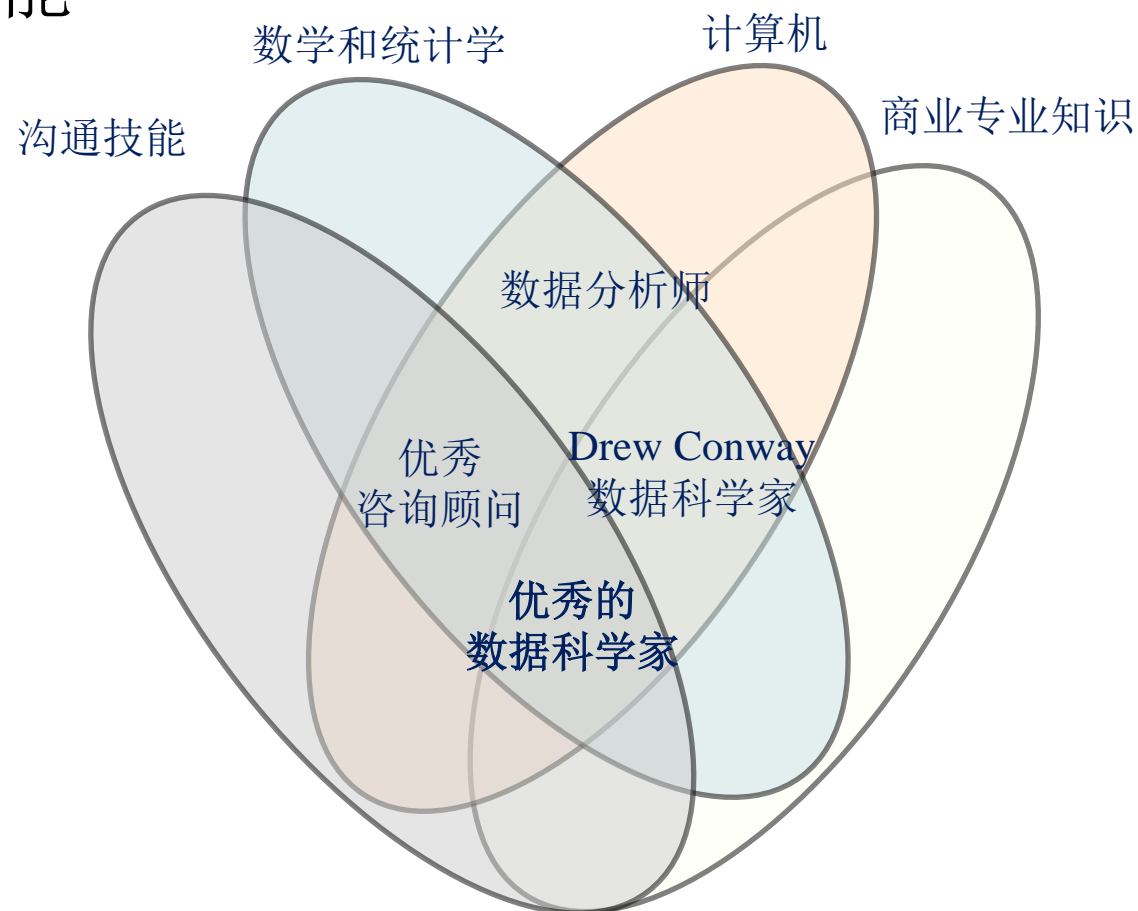 能
数学和统计学
计算机
商业专业知识
沟通技能
数据分析师
优秀
咨询顾问
Drew Conway
数据科学家
优秀的
数据科学家